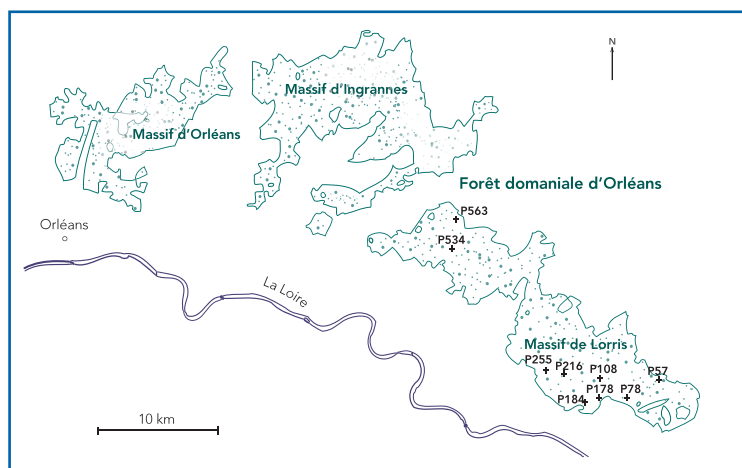 N
Massif d'Ingrannes
Massif d'Orléans
Forêt domaniale d'Orléans
P563
Orléans
P534
La Loire
Massif de Lorris
P255
P216
P108
P57
P184
P178
P78
10 km